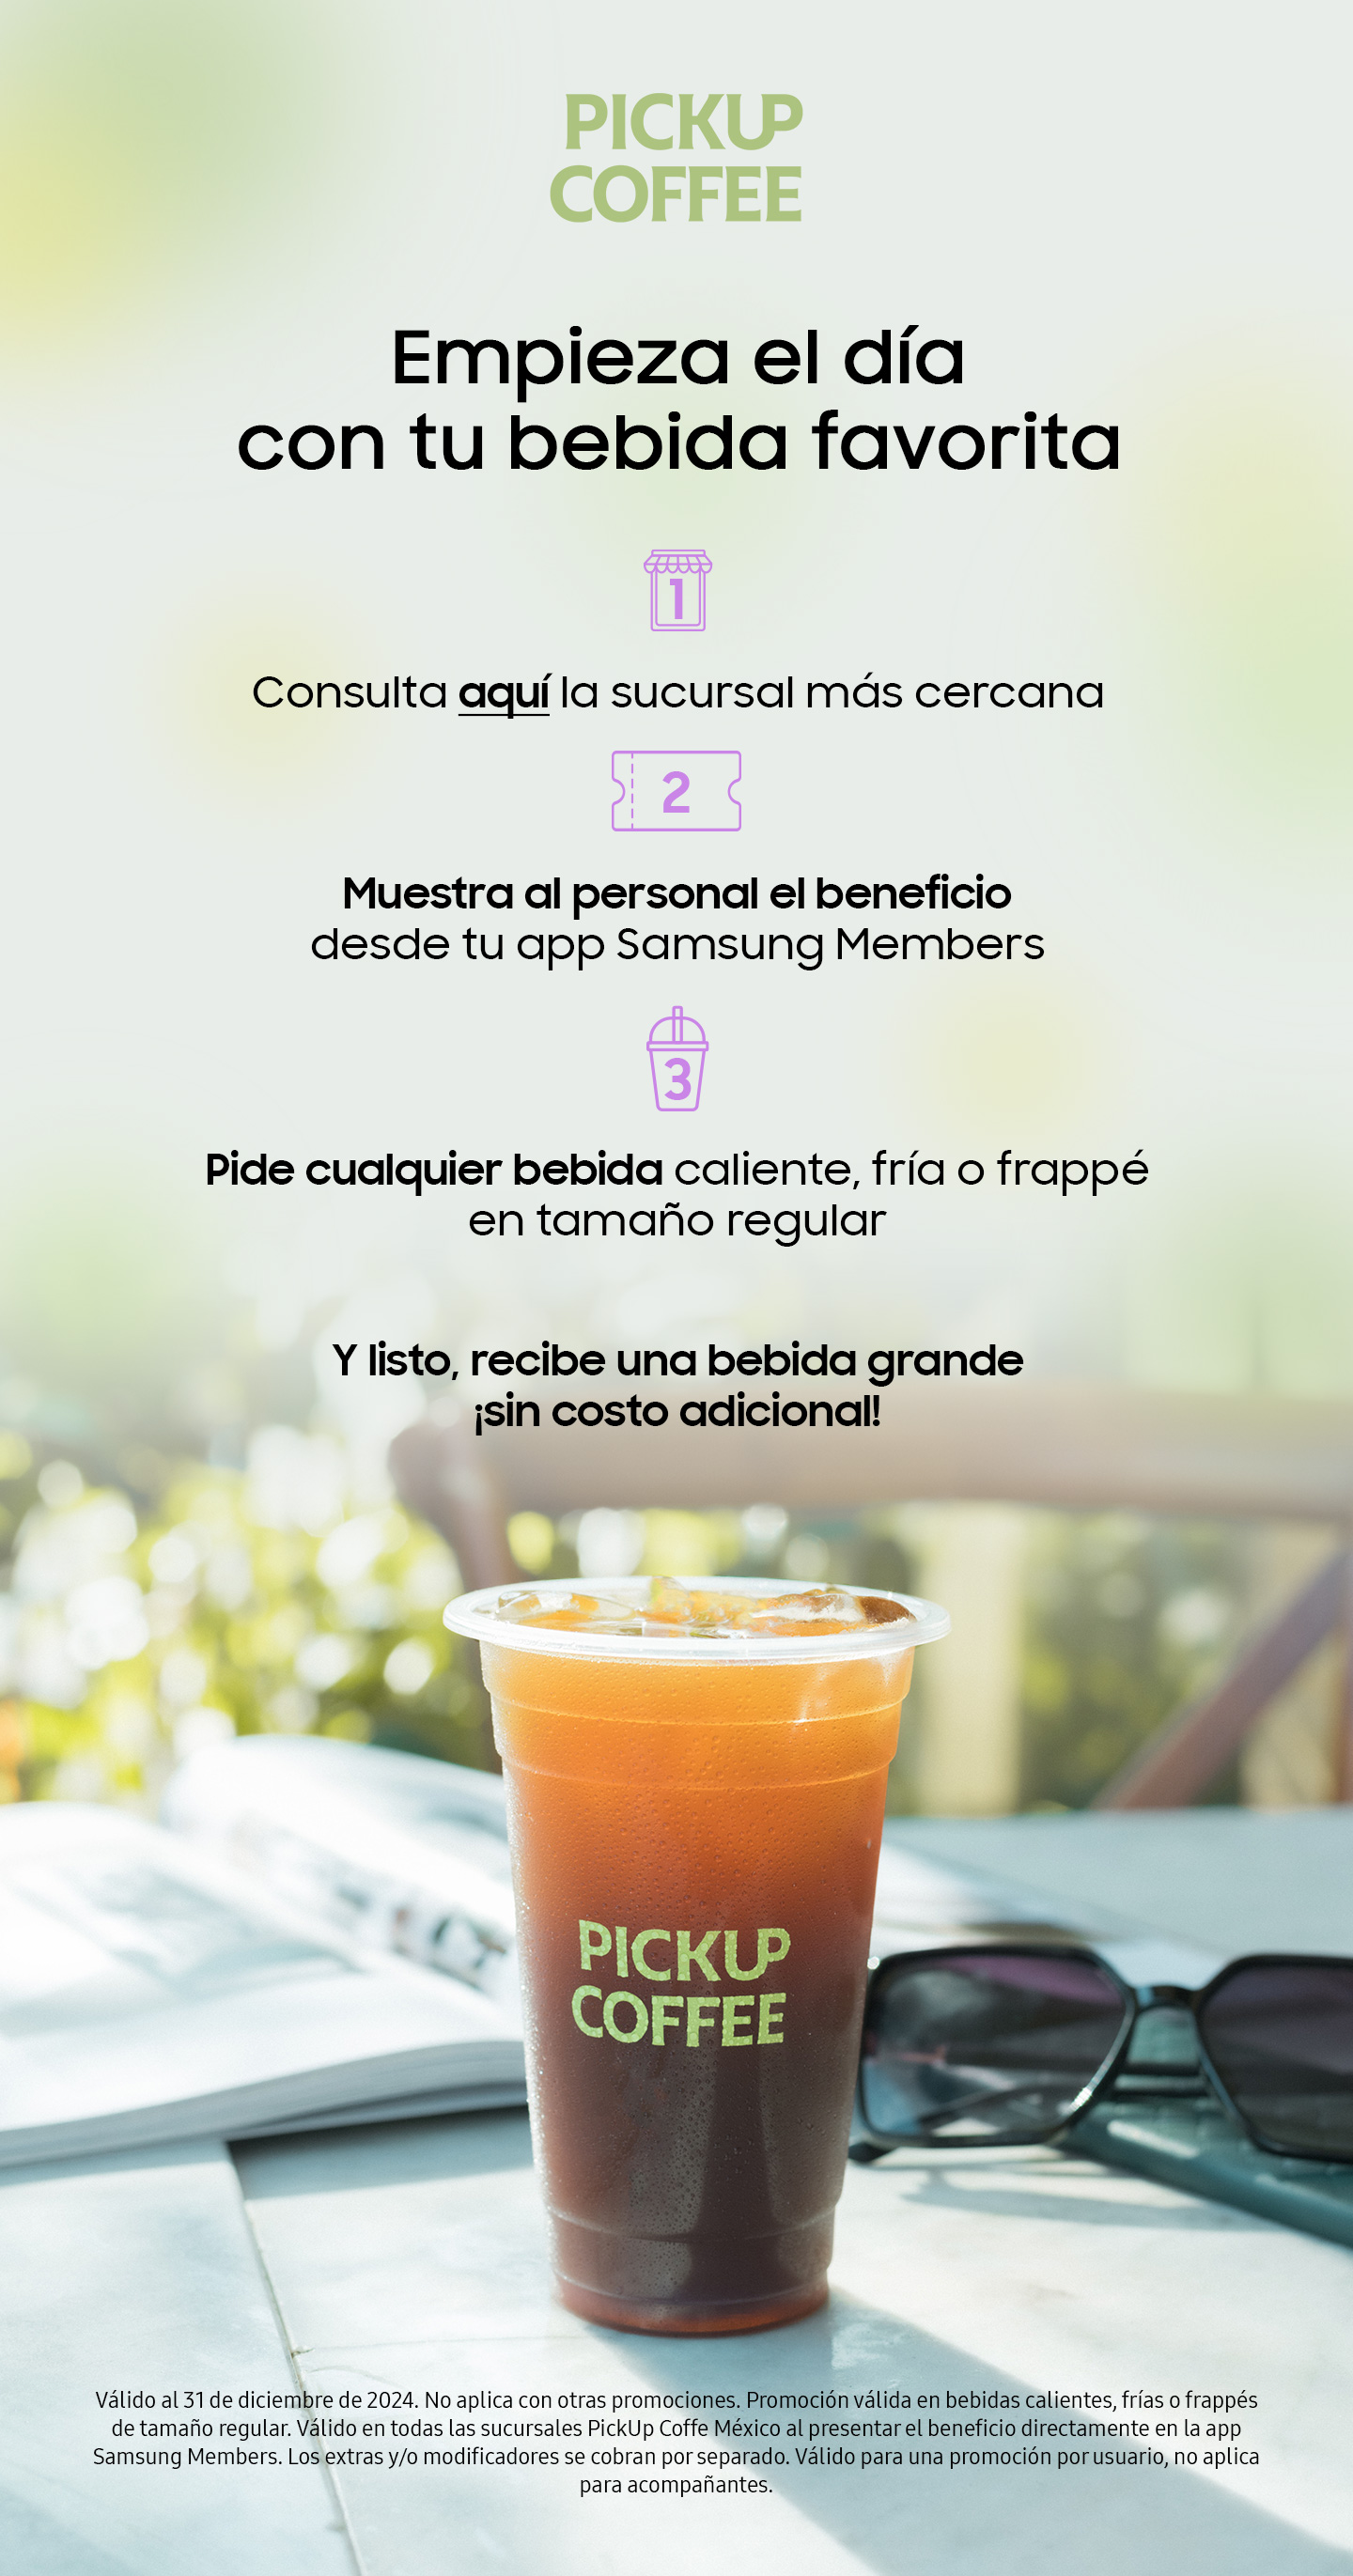 PICKUP
COFFEE
Empieza el día
con tu bebida favorita
1
Consulta aquí la sucursal más cercana
2
Muestra al personal el beneficio
desde tu app Samsung Members
3
Pide cualquier bebida caliente, fría o frappé
en tamaño regular
Y listo, recibe una bebida grande
¡sin costo adicional!
PICKUP
COFFEE
Válido al 31 de diciembre de 2024. No aplica con otras promociones. Promoción válida en bebidas calientes, frías o frappés
de tamaño regular. Válido en todas las sucursales PickUp Coffe México al presentar el beneficio directamente en la app
Samsung Members. Los extras y/o modificadores se cobran por separado. Válido para una promoción por usuario, no aplica
para acompañantes.